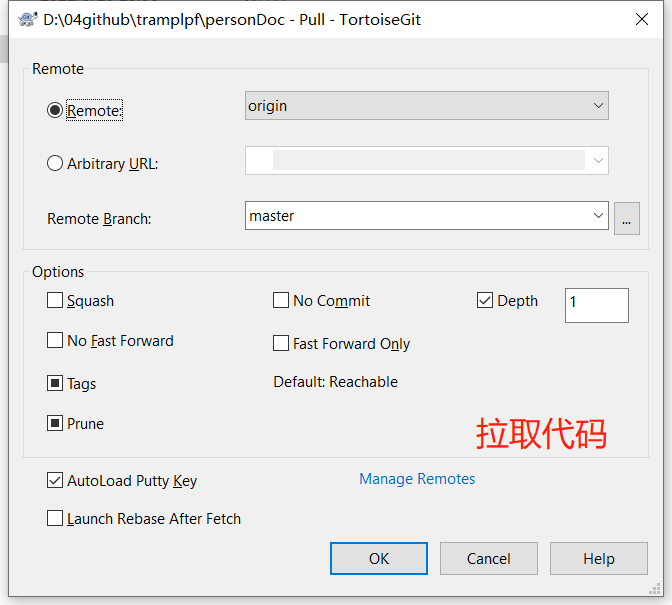 D:\04github\tramplpf\personDoc - Pull - TortoiseGit
Remote
Remote:
origin
Arbitrary URL:
Remote Branch:
master
...
Options
Squash
No Commit
Depth
1
No Fast Forward
Fast Forward Only
Tags
Default: Reachable
Prune
拉取代码
AutoLoad Putty Key
Manage Remotes
Launch Rebase After Fetch
OK
Cancel
Help